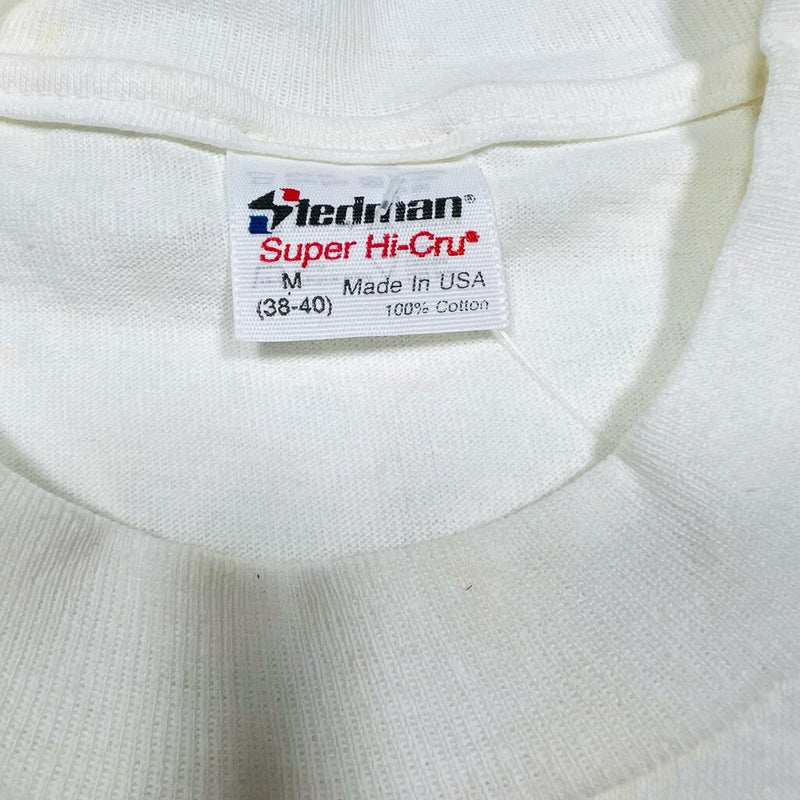 Stedman®
Super Hi-Cru®
M
(38-40)
Made In USA
100% Cotton